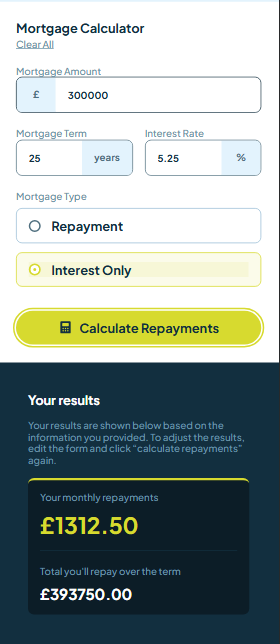 Mortgage Calculator
Clear All
Mortgage Amount
£ 300000
Mortgage Term Interest Rate
25 years 5.25 %
Mortgage Type
Repayment
Interest Only
Calculate Repayments
Your results
Your results are shown below based on the
information you provided. To adjust the results,
edit the form and click “calculate repayments”
again.
Your monthly repayments
£1312.50
Total you'll repay over the term
£393750.00